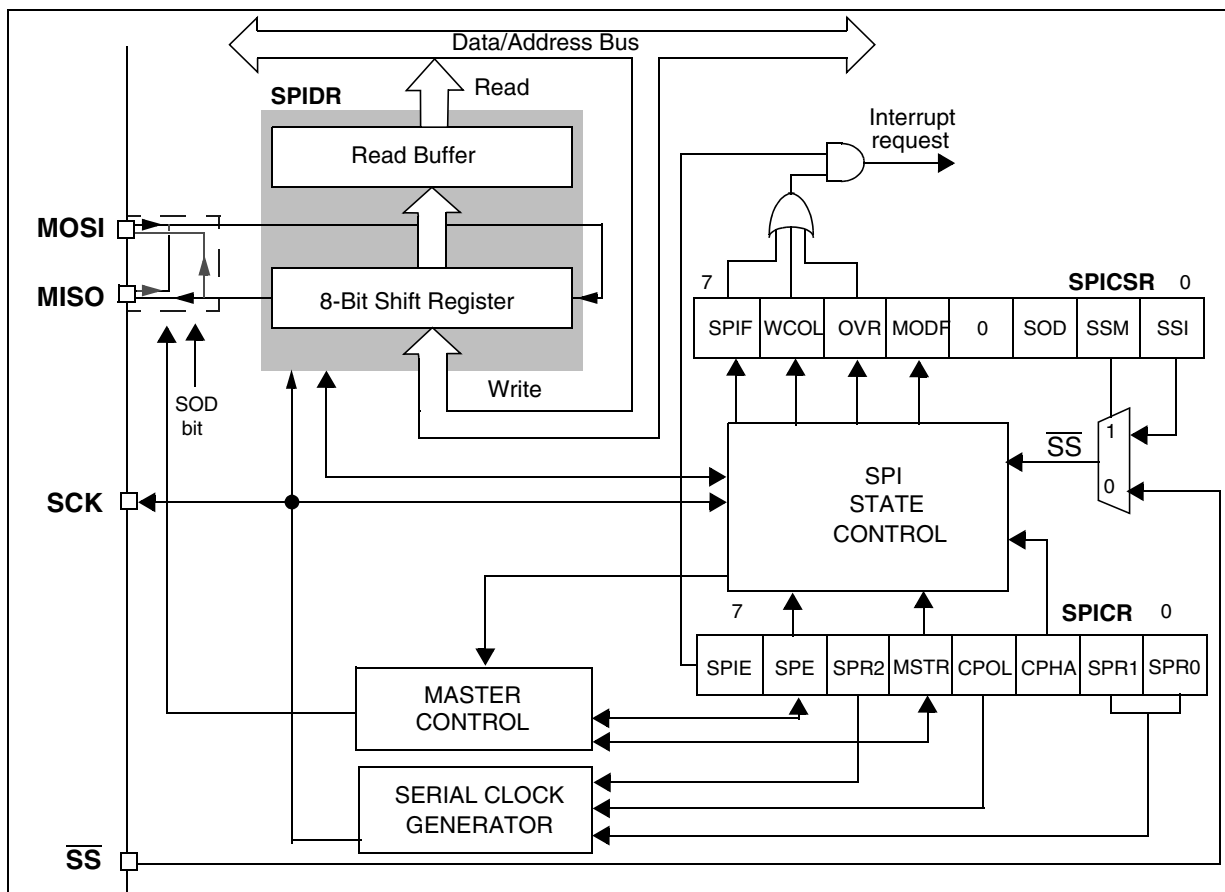 Data/Address Bus
Read
SPIDR
Interrupt
request
Read Buffer
MOSI
MISO
8-Bit Shift Register
7
SPICSR
0
SPIF
WCOL
OVR
MODF
0
SOD
SSM
SSI
Write
SOD
bit
1
SS
0
SCK
SPI
STATE
CONTROL
7
SPICR
0
SPIE
SPE
SPR2
MSTR
CPOL
CPHA
SPR1
SPR0
MASTER
CONTROL
SERIAL CLOCK
GENERATOR
SS